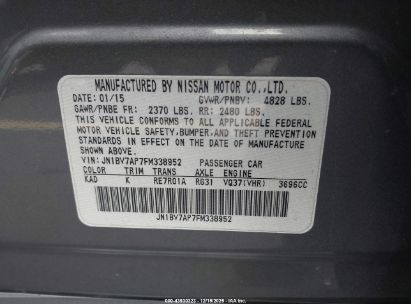 MANUFACTURED BY NISSAN MOTOR CO.,LTD.
DATE 01/15 GVWR/PNBV: 4828 LBS.
GAWR/PNBE FR: 2370 LBS. RR: 2480 LBS.
THIS VEHICLE CONFORMS TO ALL APPLICABLE FEDERAL
MOTOR VEHICLE SAFETY,BUMPER,AND THEFT PREVENTION
STANDARDS IN EFFECT ON THE DATE OF MANUFACTURE
SHOWN ABOVE.
VIN: JN1BV7AP7FM338952 PASSENGER CAR
COLOR TRIM TRANS AXLE ENGINE
KAD K RE7R01A R631 VQ37(VHR) 3696CC
JN1BV7AP7FM338952